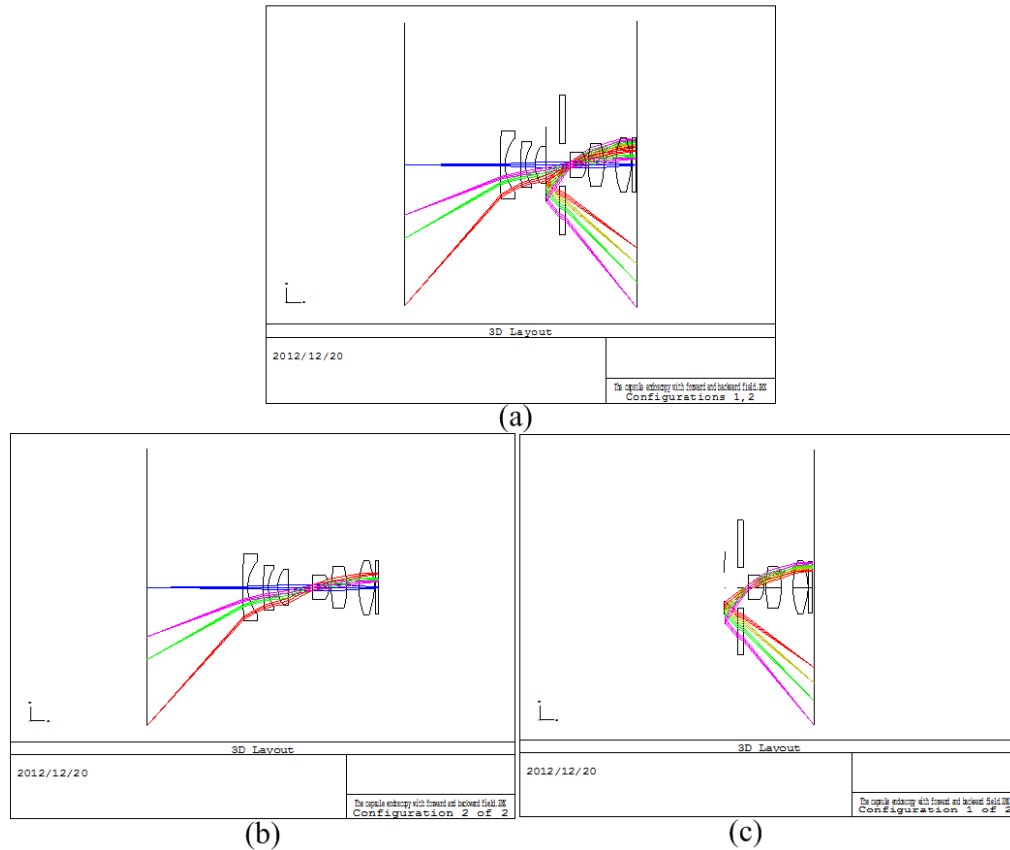 3D Layout
2012/12/20
The capsule endoscopy with forward and backward field.ZMX
Configurations 1,2
(a)
3D Layout
2012/12/20
The capsule endoscopy with forward and backward field.ZMX
Configuration 2 of 2
(b)
3D Layout
2012/12/20
The capsule endoscopy with forward and backward field.ZMX
Configuration 1 of 2
(c)